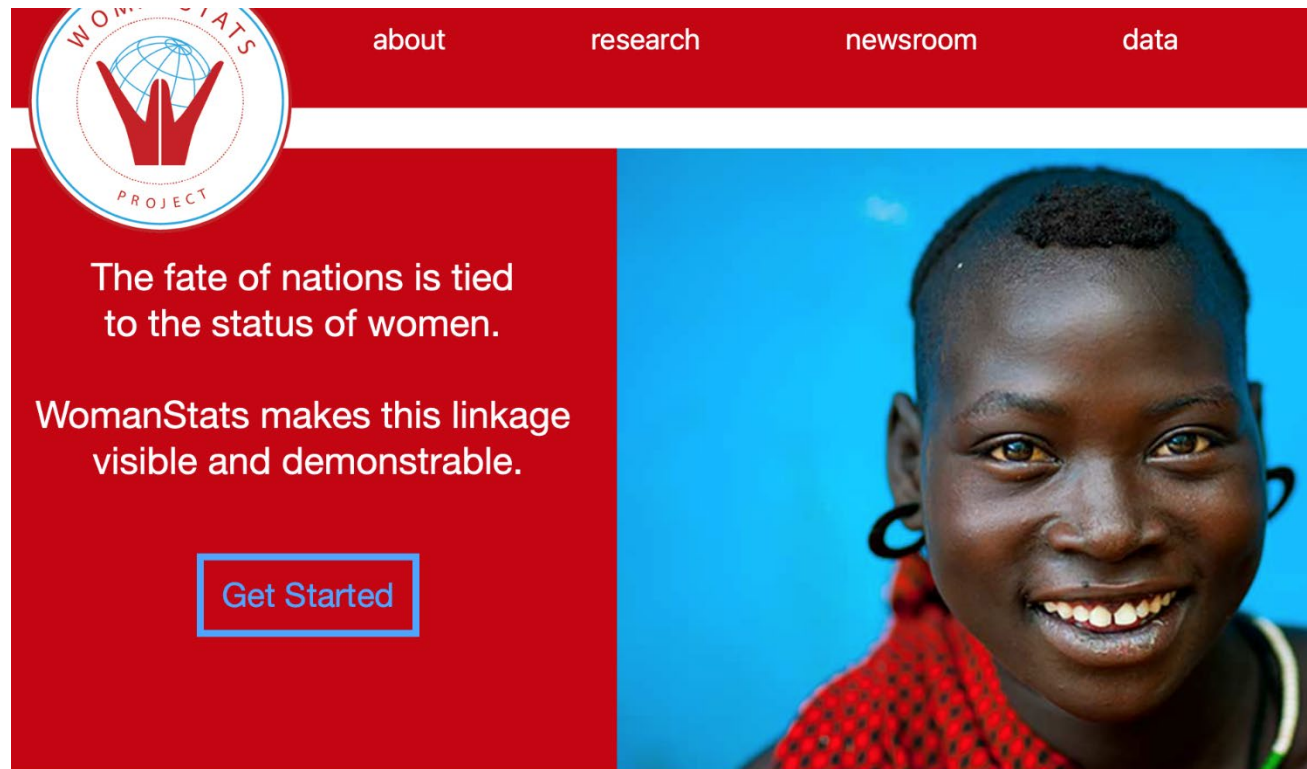 WOMANSTATS
about
research
newsroom
data
PROJECT
The fate of nations is tied
to the status of women.
WomanStats makes this linkage
visible and demonstrable.
Get Started